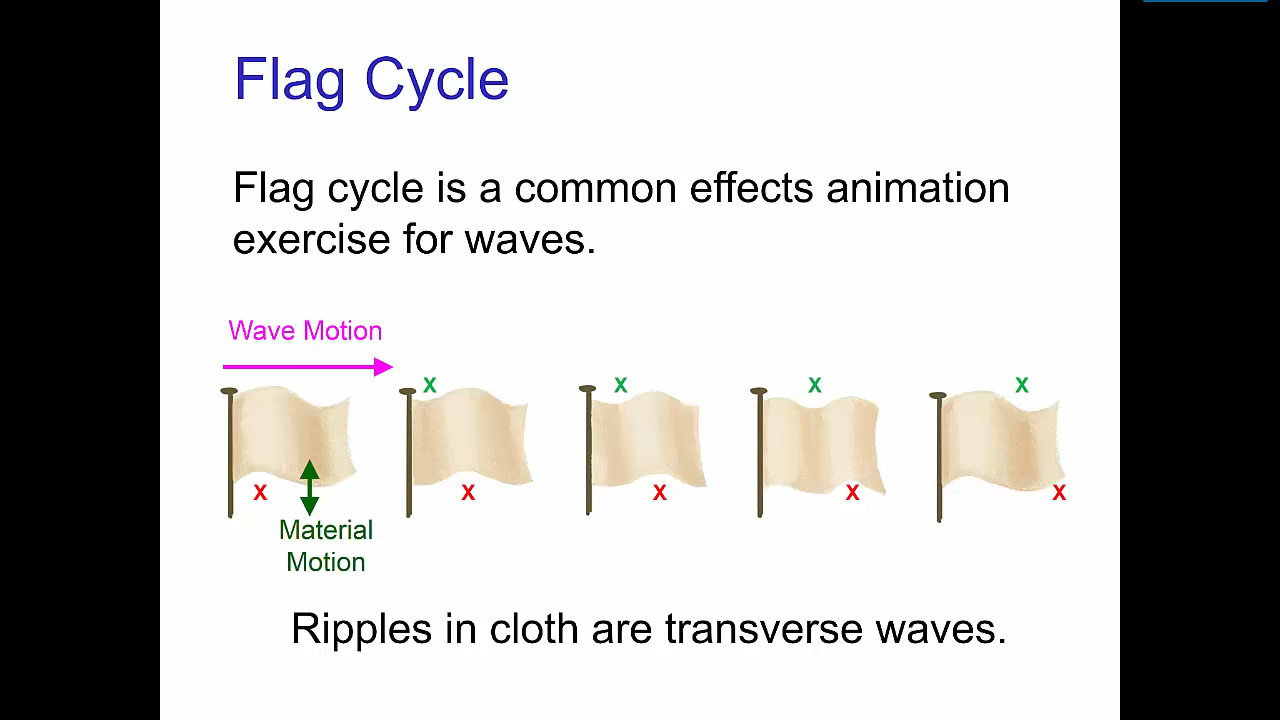 Flag Cycle
Flag cycle is a common effects animation
exercise for waves.
Wave Motion
x x x x
x x x x x
Material
Motion
Ripples in cloth are transverse waves.